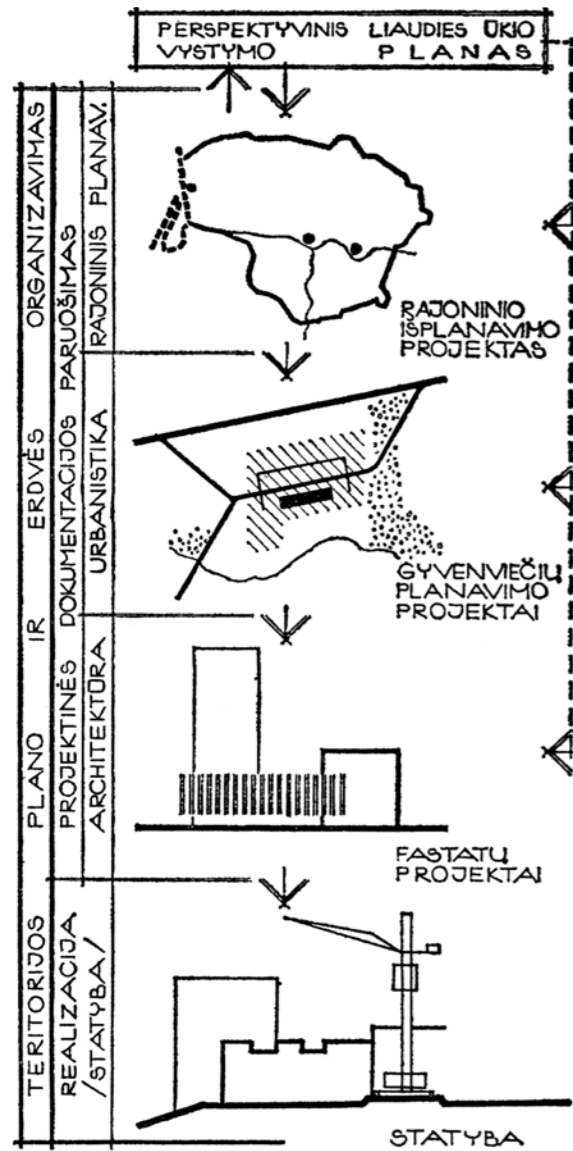 PERSPEKTYVINIS LIAUDIES ŪKIO
VYSTYMO PLANAS
TERITORIJOS PLANO IR ERDVĖS ORGANIZAVIMAS
PROJEKTINĖS DOKUMENTACIJOS PARUOŠIMAS
RAJONINIS PLANAV.
RAJONINIO
IŠPLANAVIMO
PROJEKTAS
URBANISTIKA
GYVENVIEČIŲ
PLANAVIMO
PROJEKTAI
ARCHITEKTŪRA
PASTATŲ
PROJEKTAI
REALIZACIJA
/STATYBA/
STATYBA